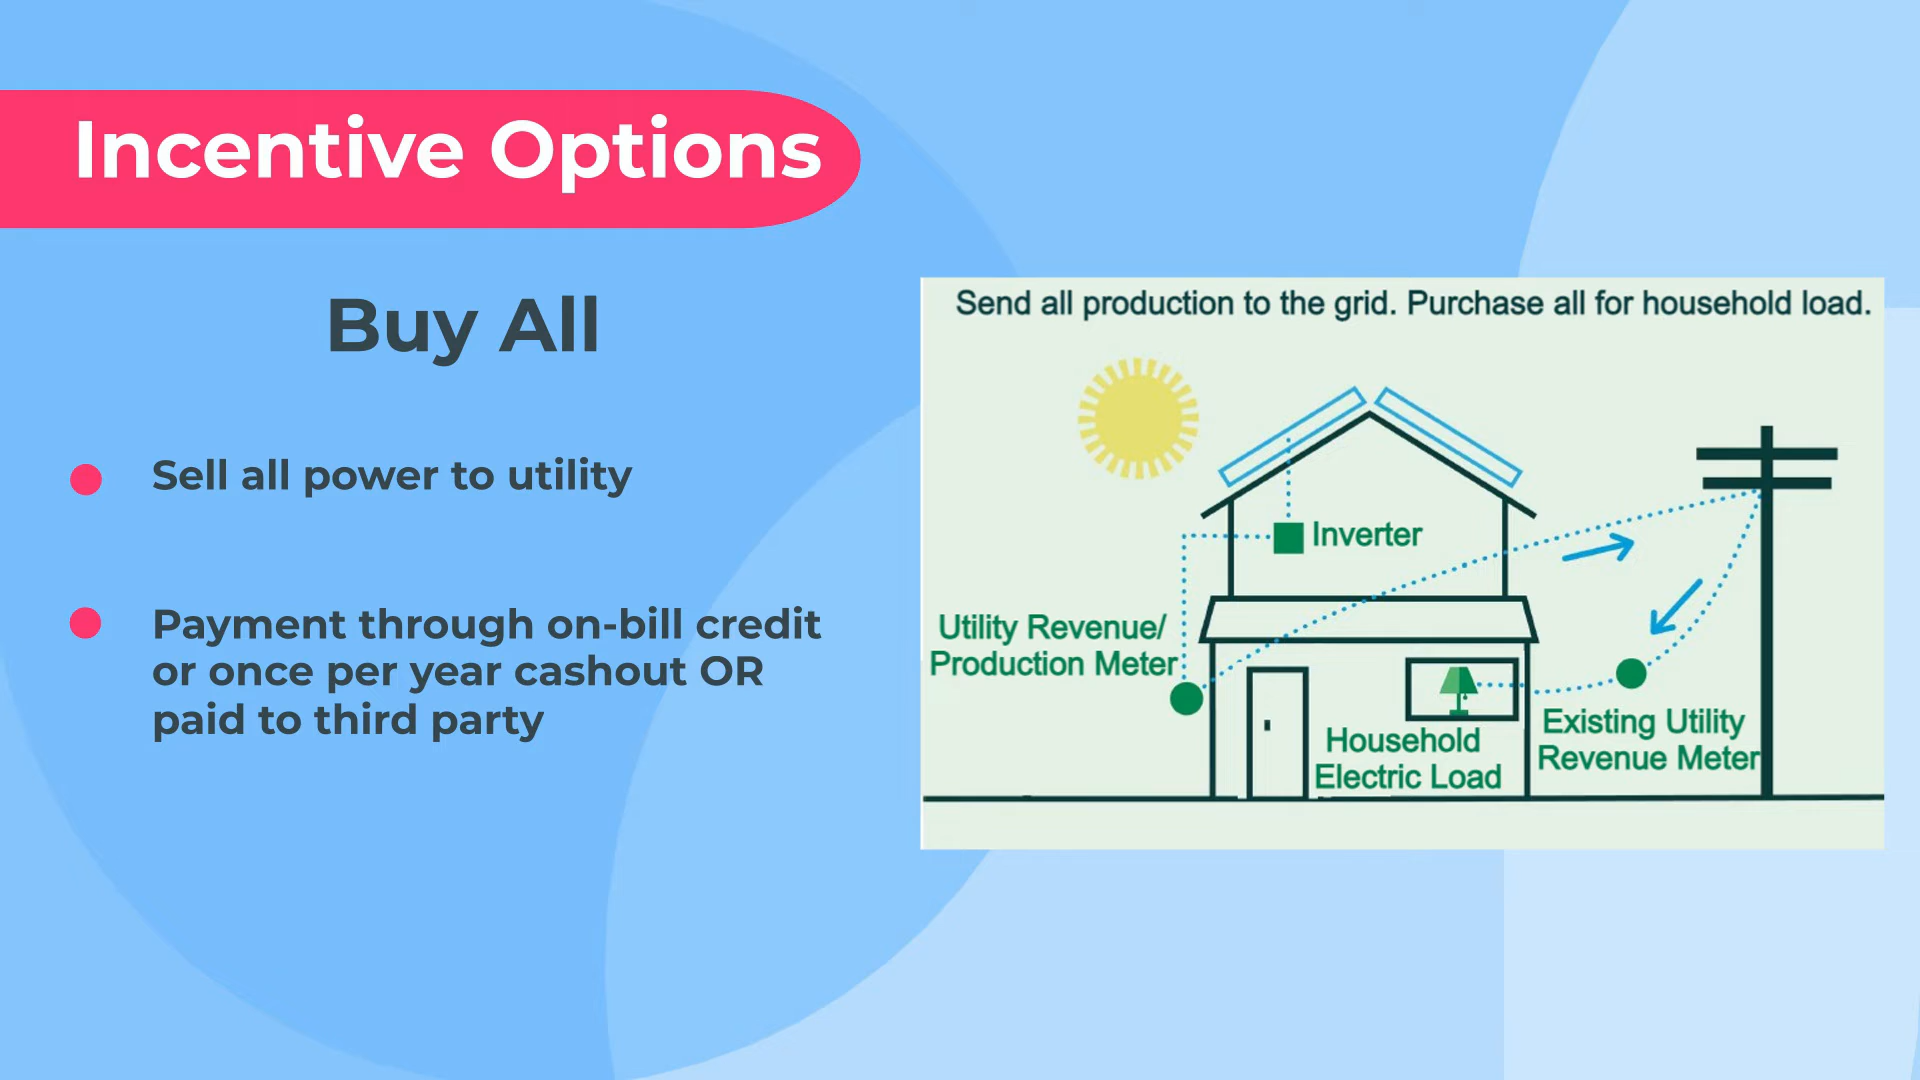 Incentive Options
Buy All
Sell all power to utility
Payment through on-bill credit
or once per year cashout OR
paid to third party
Send all production to the grid. Purchase all for household load.
Inverter
Utility Revenue/
Production Meter
Household
Electric Load
Existing Utility
Revenue Meter